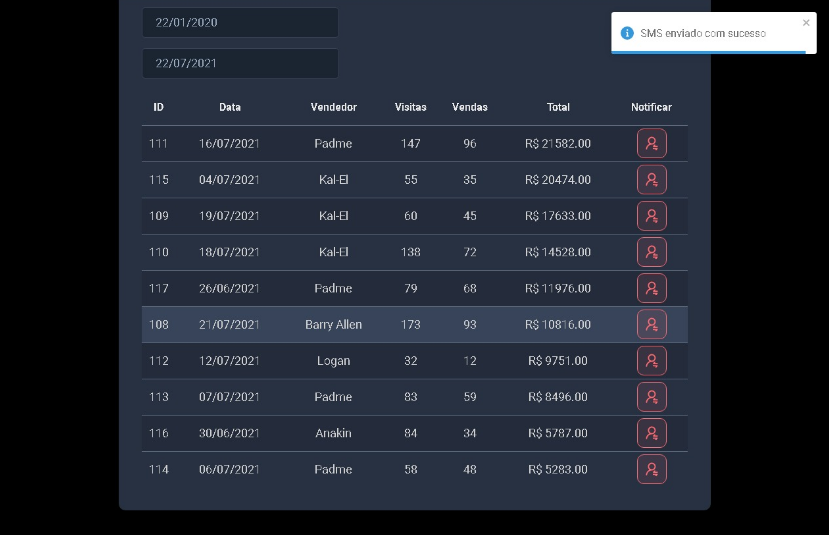 22/01/2020
SMS enviado com sucesso
22/07/2021
ID Data Vendedor Visitas Vendas Total Notificar
111 16/07/2021 Padme 147 96 R$ 21582.00
115 04/07/2021 Kal-El 55 35 R$ 20474.00
109 19/07/2021 Kal-El 60 45 R$ 17633.00
110 18/07/2021 Kal-El 138 72 R$ 14528.00
117 26/06/2021 Padme 79 68 R$ 11976.00
108 21/07/2021 Barry Allen 173 93 R$ 10816.00
112 12/07/2021 Logan 32 12 R$ 9751.00
113 07/07/2021 Padme 83 59 R$ 8496.00
116 30/06/2021 Anakin 84 34 R$ 5787.00
114 06/07/2021 Padme 58 48 R$ 5283.00